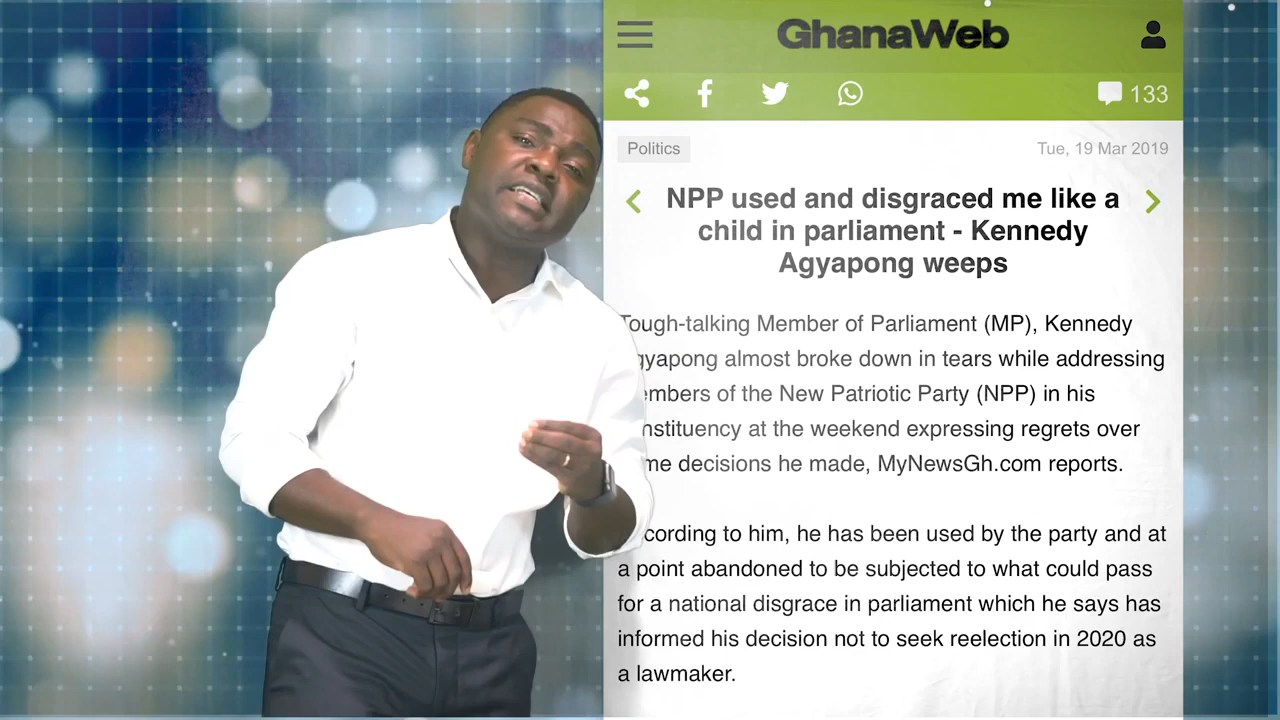 GhanaWeb
133
Politics
Tue, 19 Mar 2019
NPP used and disgraced me like a
child in parliament - Kennedy
Agyapong weeps
Tough-talking Member of Parliament (MP), Kennedy
gyapong almost broke down in tears while addressing
embers of the New Patriotic Party (NPP) in his
nstituency at the weekend expressing regrets over
me decisions he made, MyNewsGh.com reports.
cording to him, he has been used by the party and at
a point abandoned to be subjected to what could pass
for a national disgrace in parliament which he says has
informed his decision not to seek reelection in 2020 as
a lawmaker.